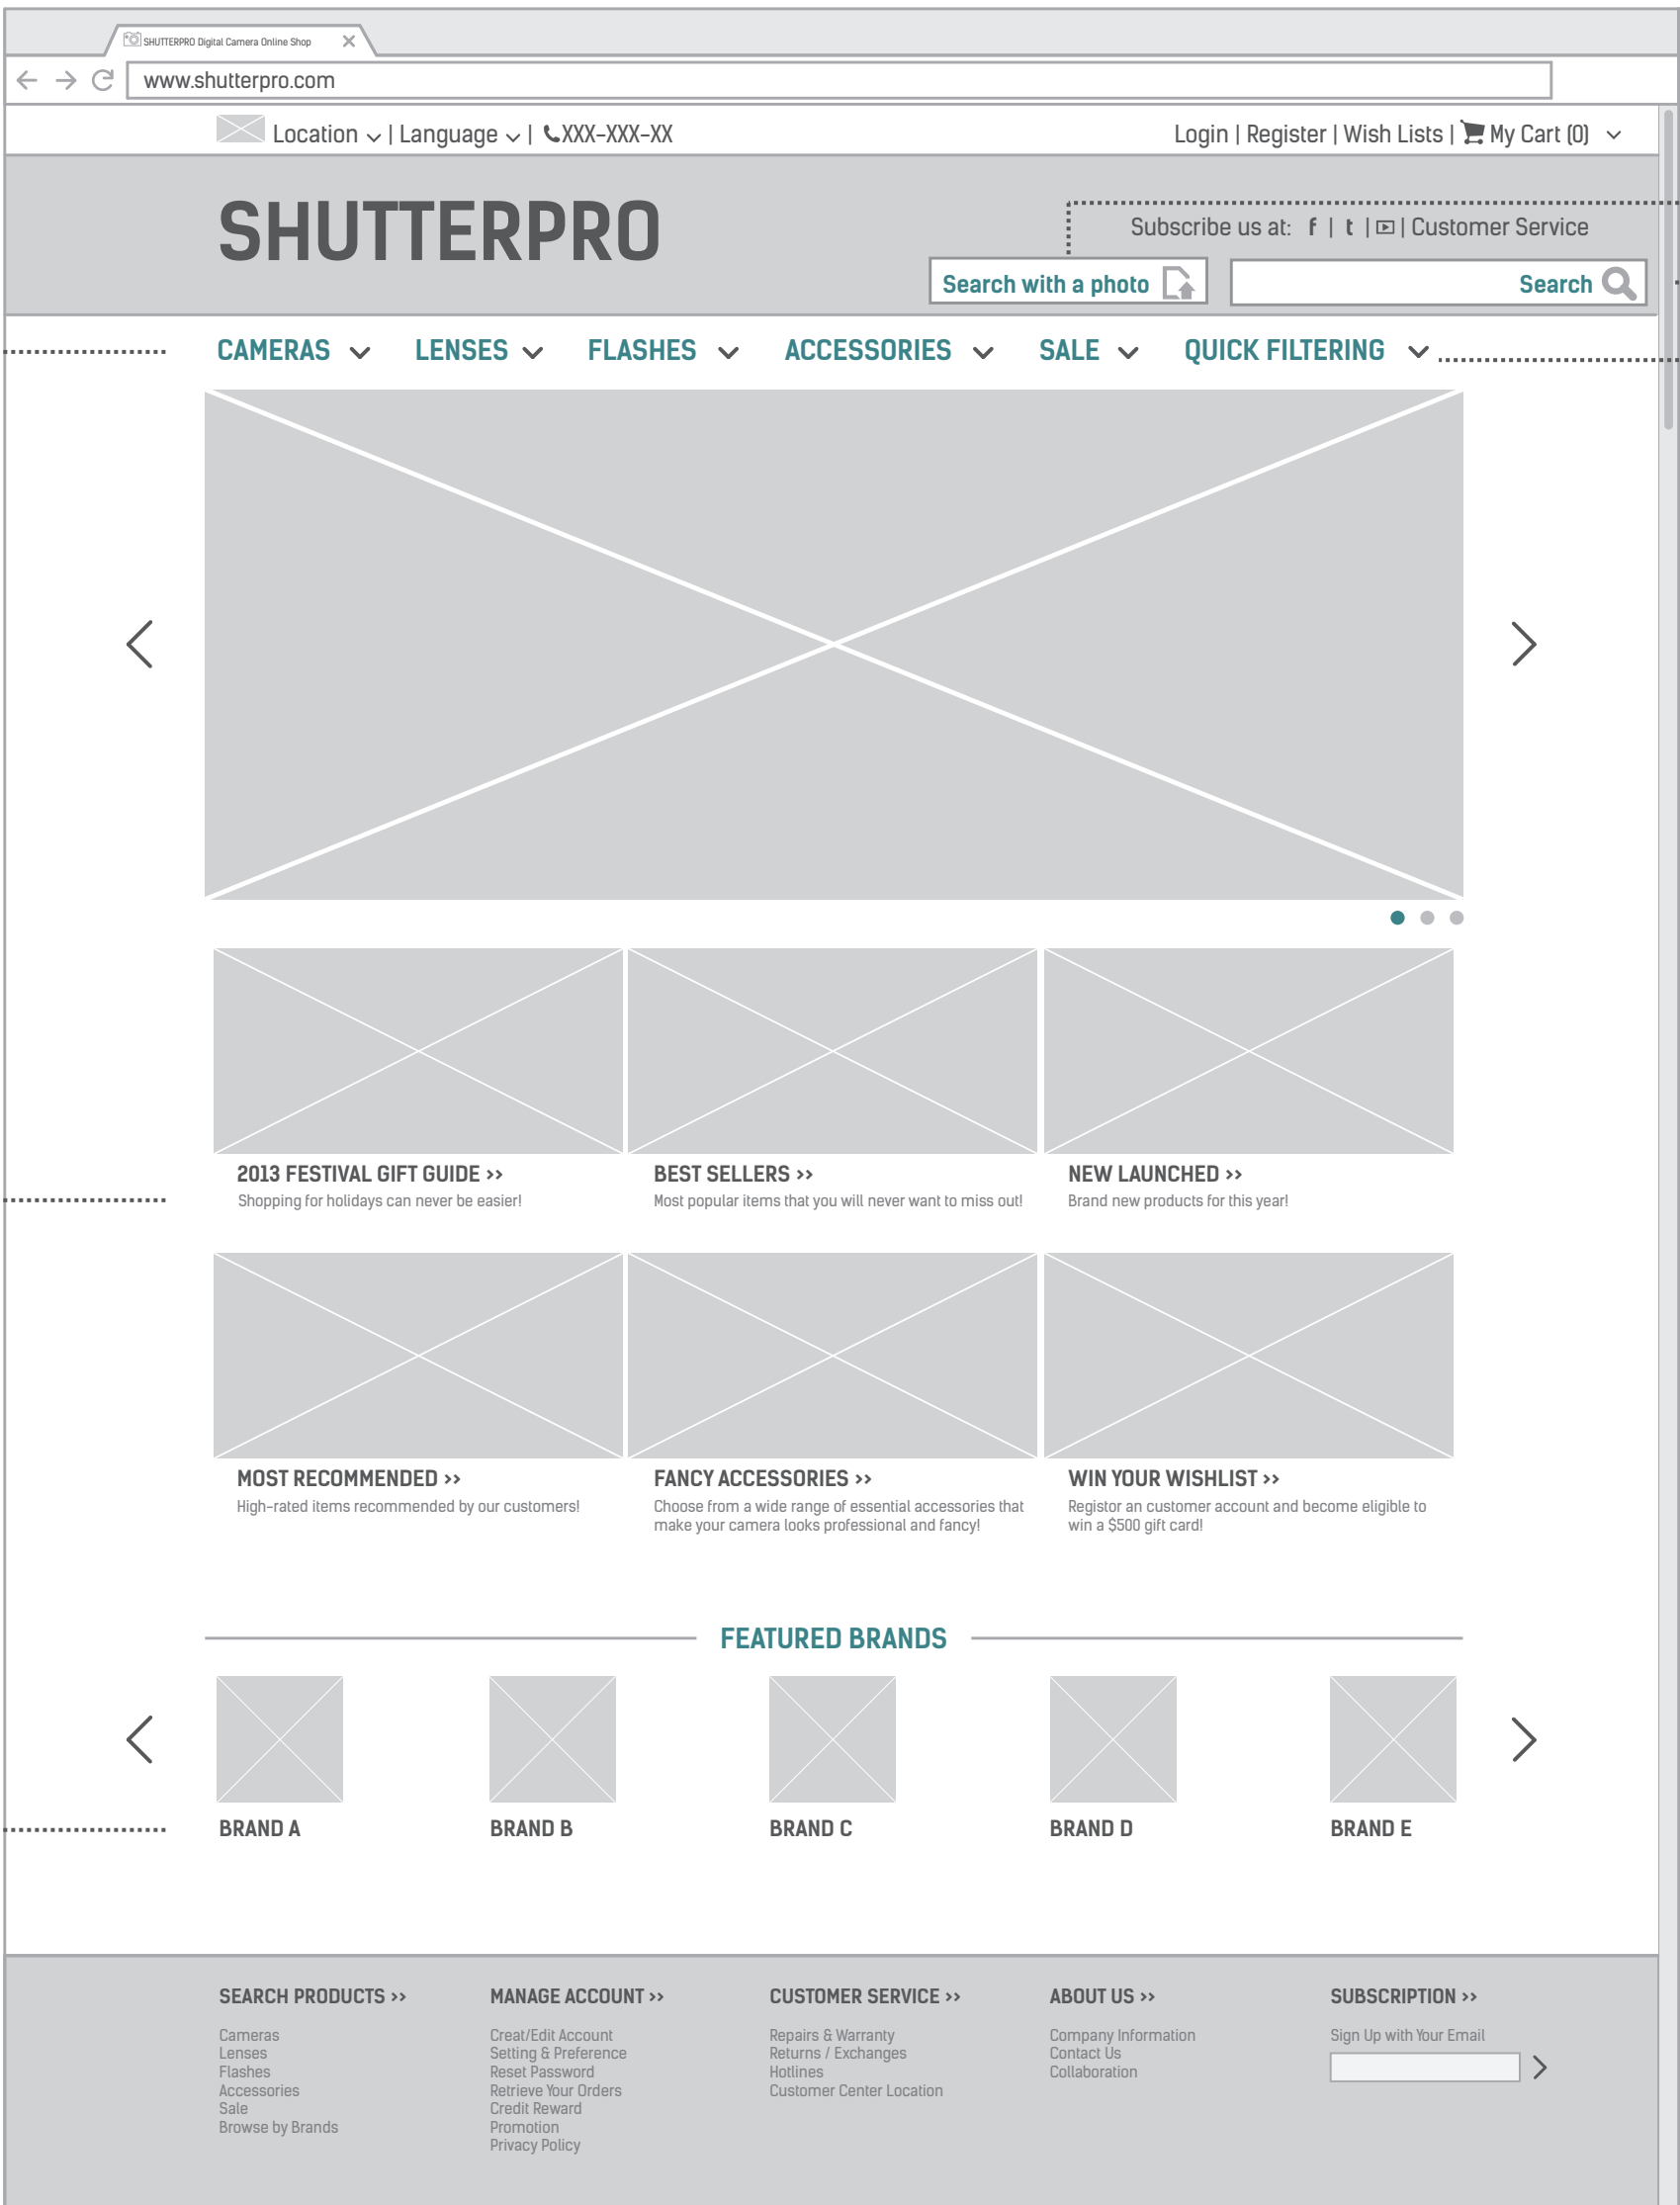 SHUTTERPRO Digital Camera Online Shop
www.shutterpro.com
Location | Language | XXX-XXX-XX
Login | Register | Wish Lists | My Cart (0)
SHUTTERPRO
Subscribe us at: f | t | | Customer Service
Search with a photo
Search
CAMERAS LENSES FLASHES ACCESSORIES SALE QUICK FILTERING
2013 FESTIVAL GIFT GUIDE >>
Shopping for holidays can never be easier!
BEST SELLERS >>
Most popular items that you will never want to miss out!
NEW LAUNCHED >>
Brand new products for this year!
MOST RECOMMENDED >>
High-rated items recommended by our customers!
FANCY ACCESSORIES >>
Choose from a wide range of essential accessories that
make your camera looks professional and fancy!
WIN YOUR WISHLIST >>
Registor an customer account and become eligible to
win a $500 gift card!
FEATURED BRANDS
BRAND A
BRAND B
BRAND C
BRAND D
BRAND E
SEARCH PRODUCTS >>
Cameras
Lenses
Flashes
Accessories
Sale
Browse by Brands
MANAGE ACCOUNT >>
Creat/Edit Account
Setting & Preference
Reset Password
Retrieve Your Orders
Credit Reward
Promotion
Privacy Policy
CUSTOMER SERVICE >>
Repairs & Warranty
Returns / Exchanges
Hotlines
Customer Center Location
ABOUT US >>
Company Information
Contact Us
Collaboration
SUBSCRIPTION >>
Sign Up with Your Email